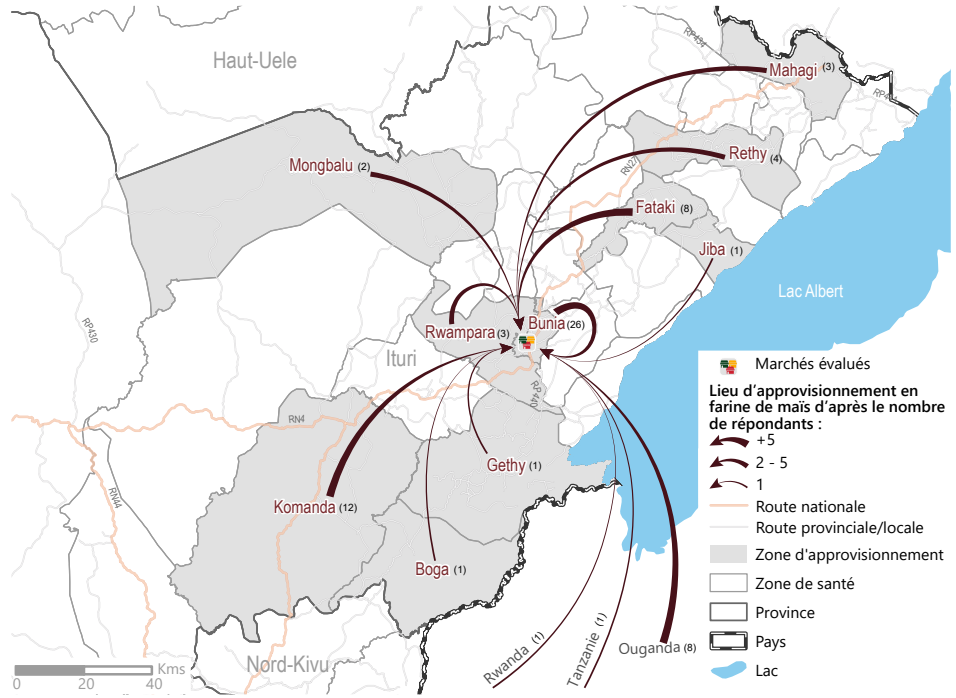 Haut-Uele
RP434
Mahagi (3)
RP4
Mongbalu (2)
RN27
Rethy (4)
Fataki (8)
Jiba (1)
Lac Albert
RP430
Rwampara (3)
Bunia (26)
Ituri
RP440
RN4
RN44
Gethy (1)
Komanda (12)
Boga (1)
Rwanda (1)
Tanzanie (1)
Ouganda (8)
Nord-Kivu
Kms
0 20 40
Marchés évalués
Lieu d'approvisionnement en
farine de maïs d'après le nombre
de répondants :
+5
2 - 5
1
Route nationale
Route provinciale/locale
Zone d'approvisionnement
Zone de santé
Province
Pays
Lac